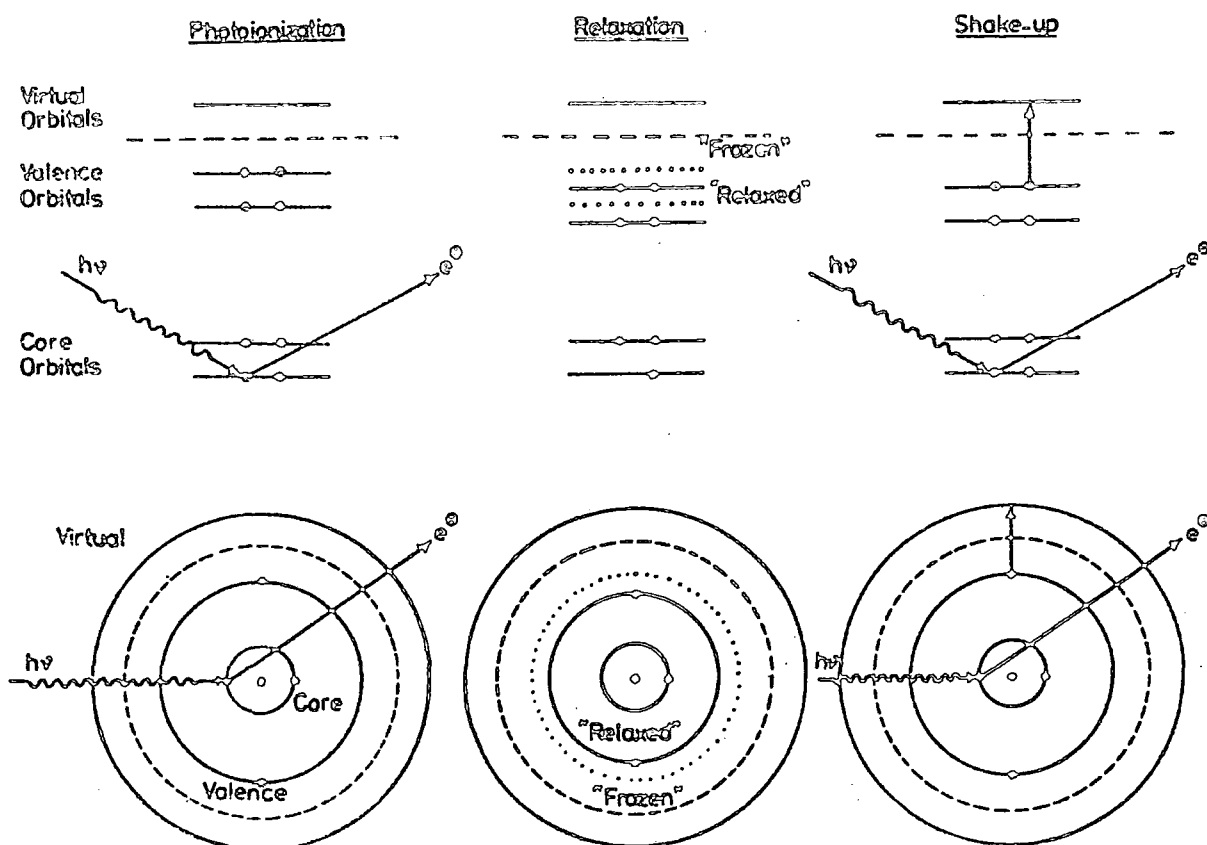 Photoionization
Relaxation
Shake-up
Virtual
Orbitals
"Frozen"
Valence
Orbitals
"Relaxed"
hν
e⊖
hν
e⊖
Core
Orbitals
Virtual
e⊖
e⊖
hν
hν
Core
"Relaxed"
Valence
"Frozen"